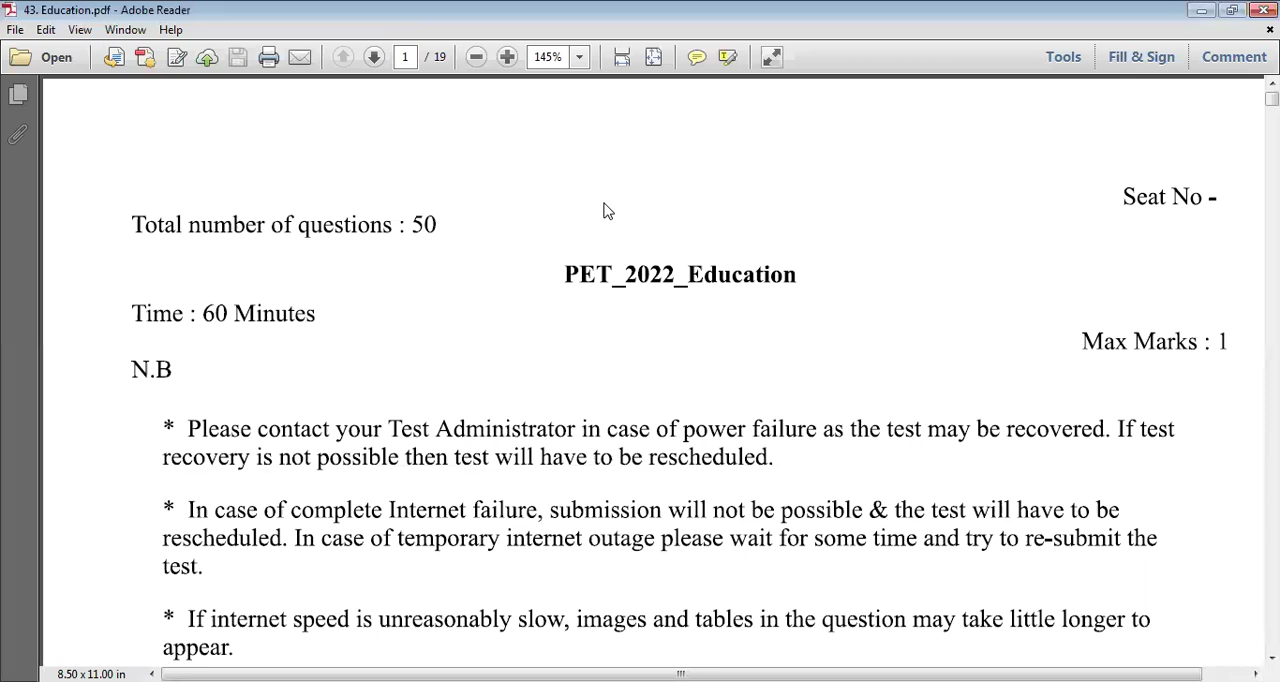 43. Education.pdf - Adobe Reader
File Edit View Window Help
Open 1 / 19 145% Tools Fill & Sign Comment
Seat No -
Total number of questions : 50
PET_2022_Education
Time : 60 Minutes
Max Marks : 1
N.B
* Please contact your Test Administrator in case of power failure as the test may be recovered. If test
recovery is not possible then test will have to be rescheduled.
* In case of complete Internet failure, submission will not be possible & the test will have to be
rescheduled. In case of temporary internet outage please wait for some time and try to re-submit the
test.
* If internet speed is unreasonably slow, images and tables in the question may take little longer to
appear.
8.50 x 11.00 in